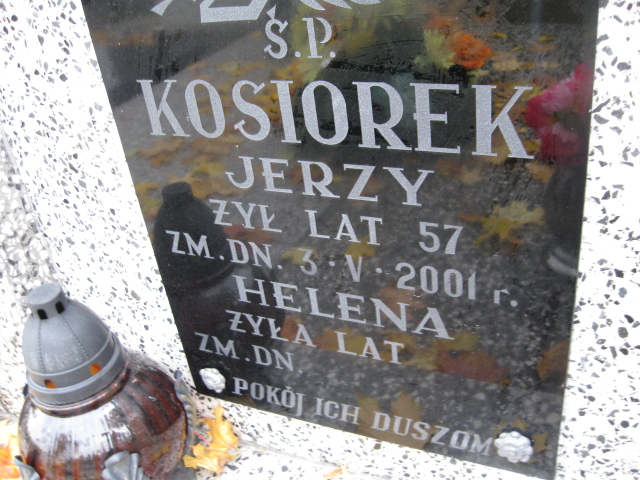 Ś.P.
KOSIOREK
JERZY
ŻYŁ LAT 57
ZM. DN. 3·V·2001 r.
HELENA
ŻYŁA LAT
ZM. DN
POKÓJ ICH DUSZOM